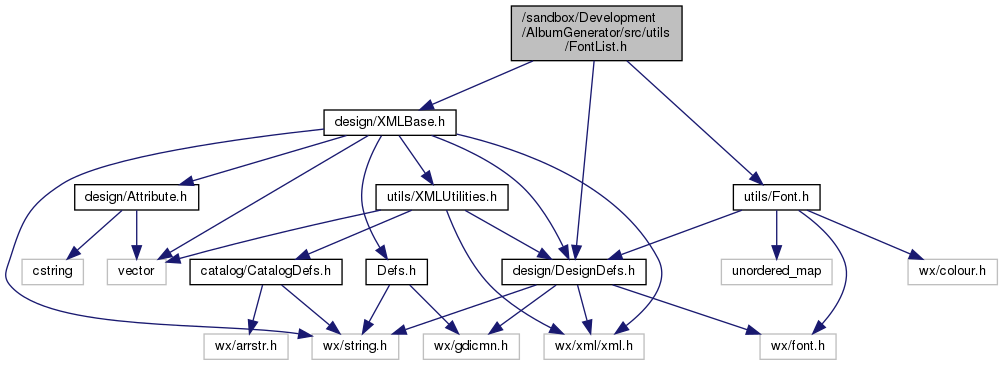 /sandbox/Development
/AlbumGenerator/src/utils
/FontList.h
design/XMLBase.h
design/Attribute.h
utils/XMLUtilities.h
utils/Font.h
cstring
vector
catalog/CatalogDefs.h
Defs.h
design/DesignDefs.h
unordered_map
wx/colour.h
wx/arrstr.h
wx/string.h
wx/gdicmn.h
wx/xml/xml.h
wx/font.h